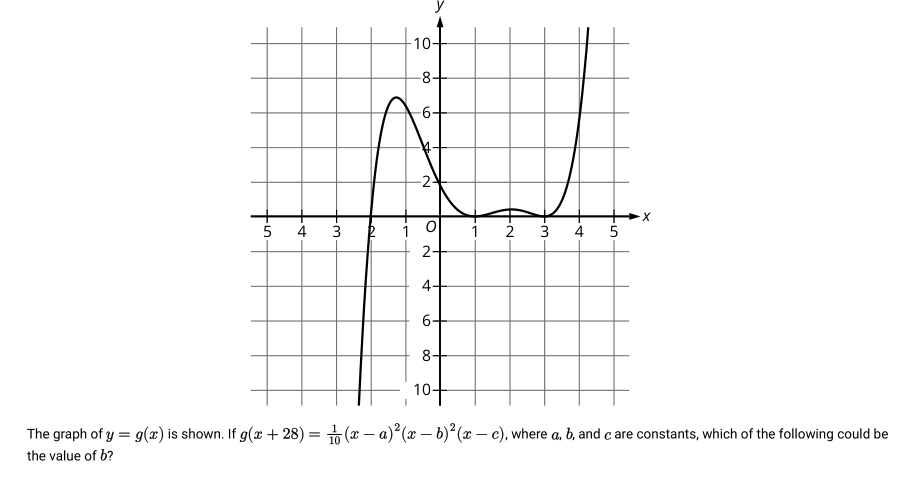 y
10
8
6
4
2
5 4 3 2 1 O 1 2 3 4 5 x
2
4
6
8
10
The graph of y = g(x) is shown. If g(x + 28) = 1/10 (x − a)²(x − b)²(x − c), where a, b, and c are constants, which of the following could be
the value of b?